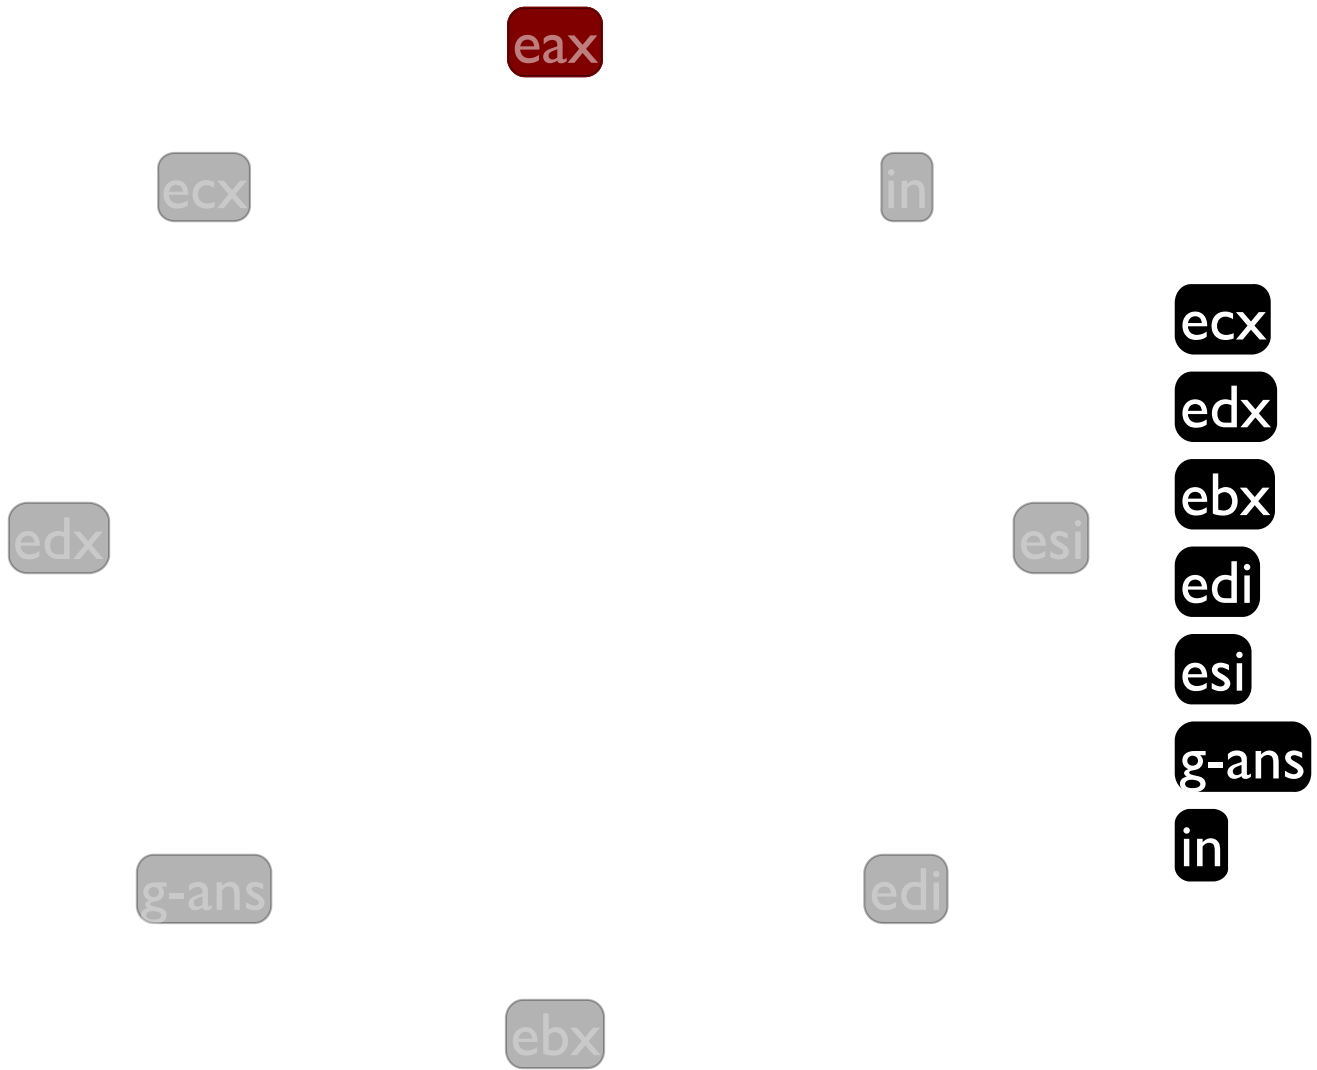 eax
ecx
in
edx
esi
g-ans
edi
ebx
ecx
edx
ebx
edi
esi
g-ans
in